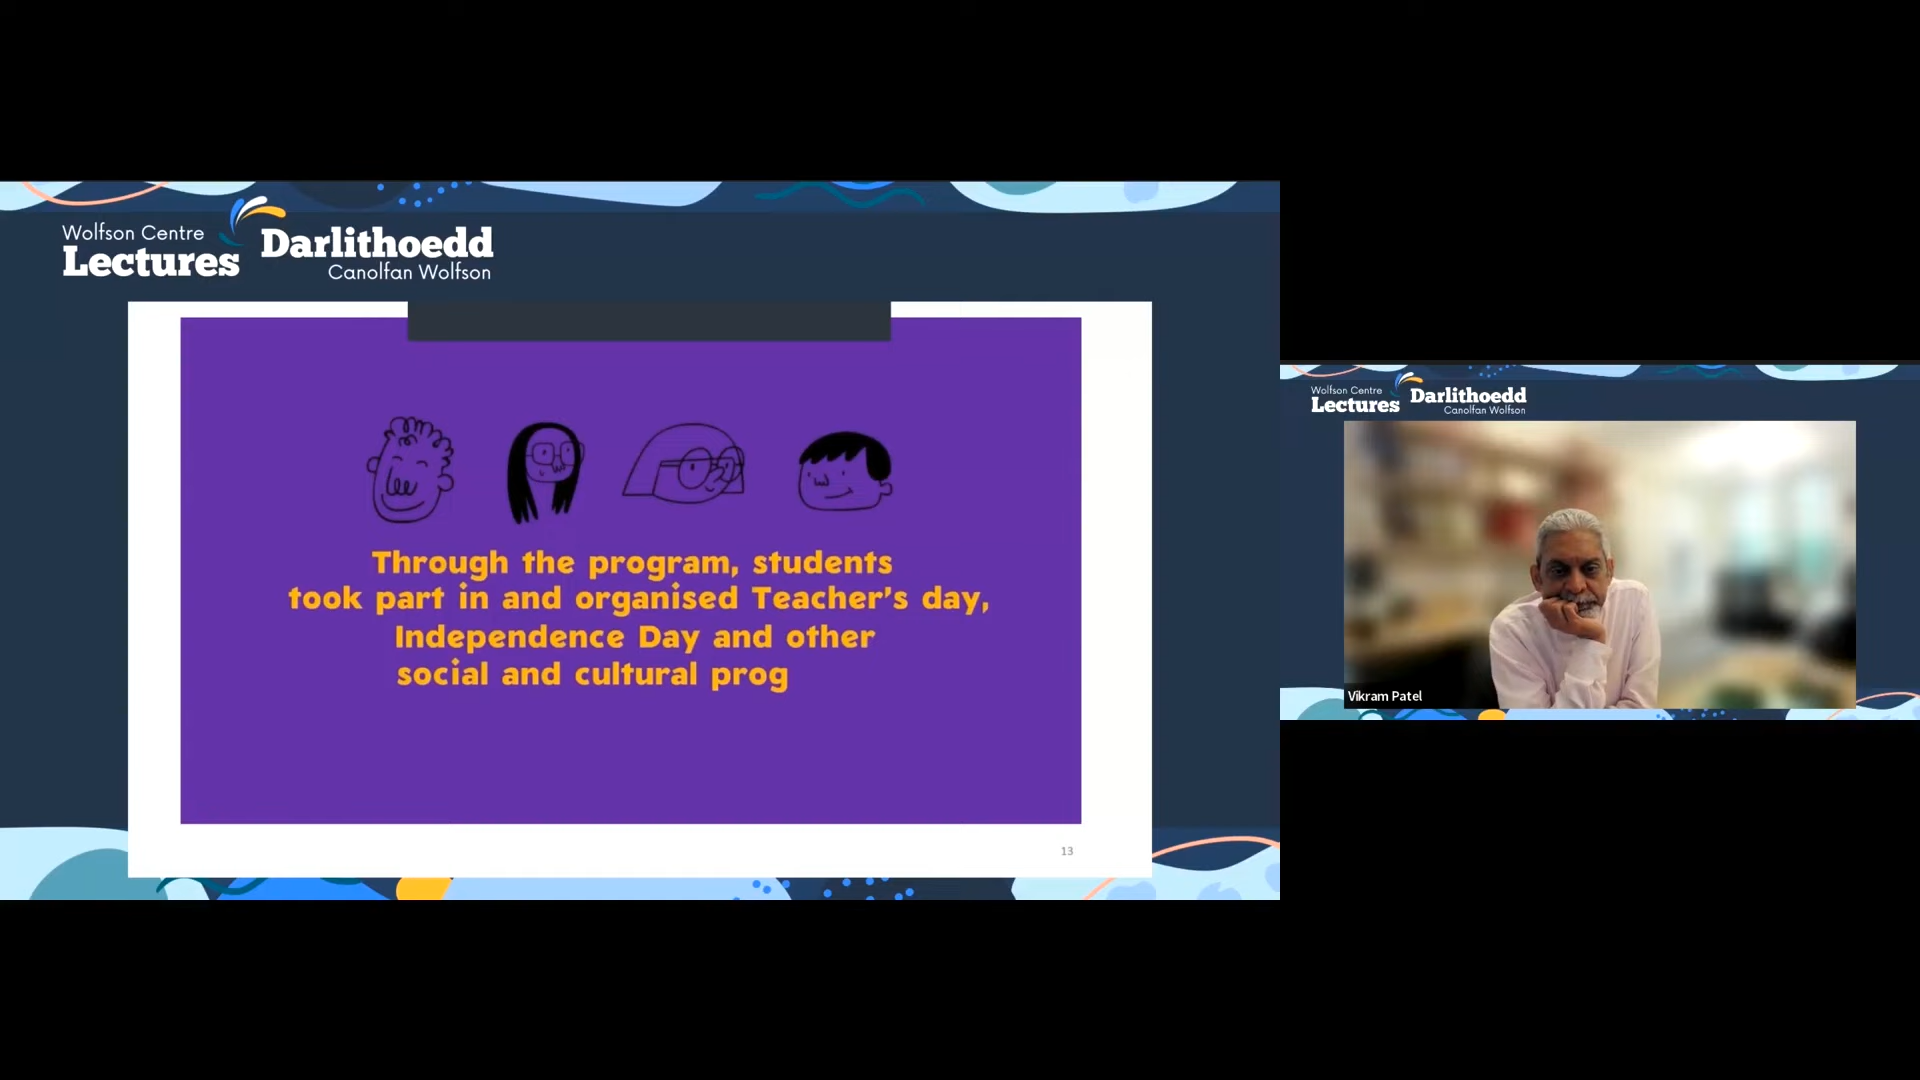 Wolfson Centre
Lectures
Darlithoedd
Canolfan Wolfson
Through the program, students
took part in and organised Teacher's day,
Independence Day and other
social and cultural prog
13
Wolfson Centre
Lectures
Darlithoedd
Canolfan Wolfson
Vikram Patel